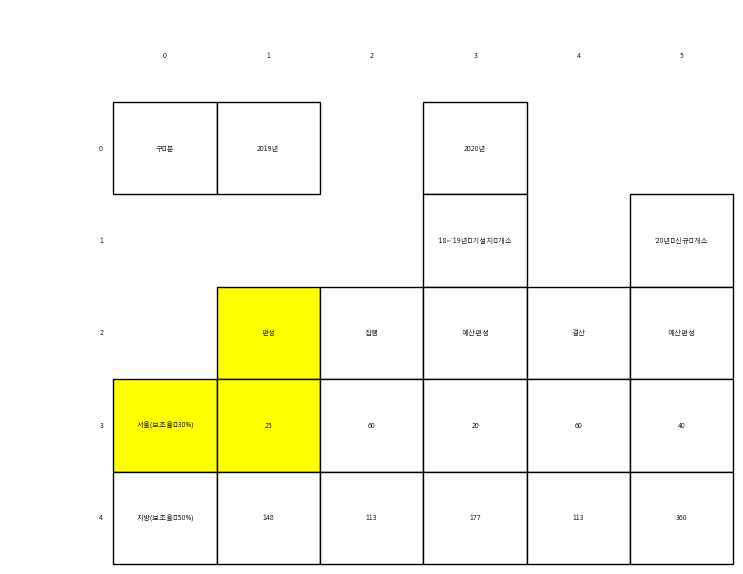 0 1 2 3 4 5
0 구 분 2019년 2020년
1 '18~'19년 기설치 개소 '20년 신규 개소
2 편성 집행 예산편성 결산 예산편성
3 서울(보조율 30%) 25 60 20 60 40
4 지방(보조율 50%) 148 113 177 113 360